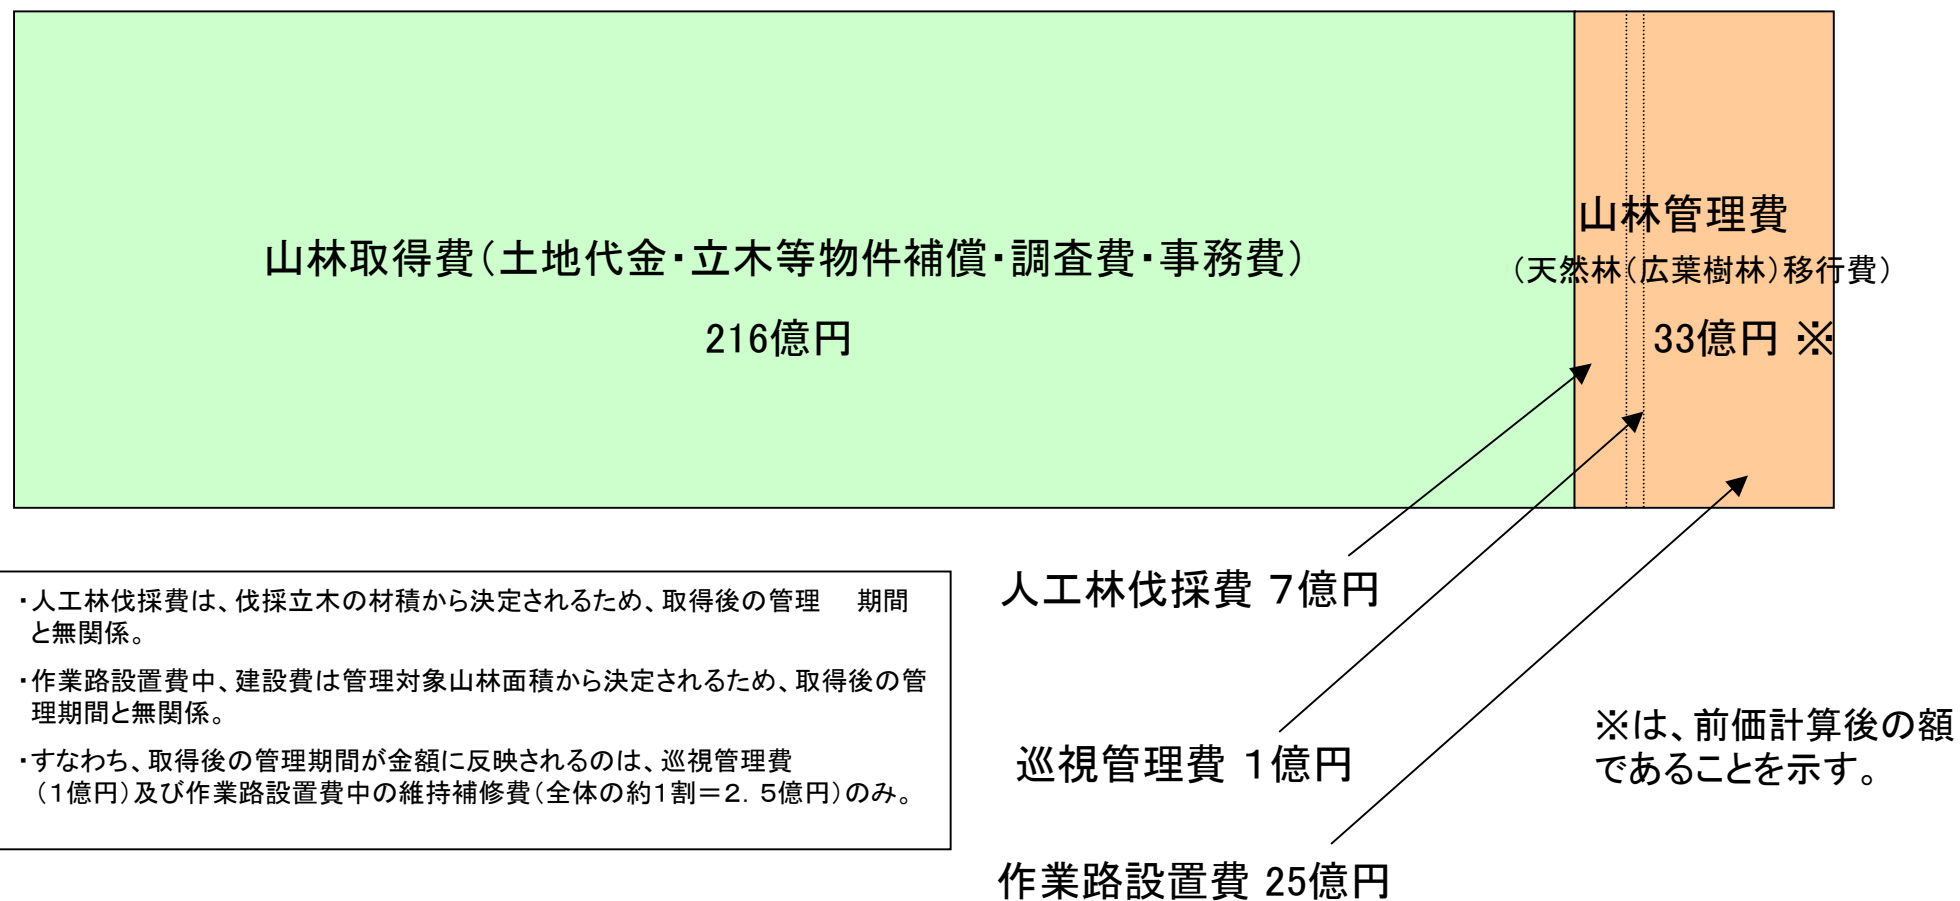 山林取得費(土地代金・立木等物件補償・調査費・事務費)
216億円
山林管理費
(天然林(広葉樹林)移行費)
33億円 ※
人工林伐採費 7億円
巡視管理費 1億円
作業路設置費 25億円
・人工林伐採費は、伐採立木の材積から決定されるため、取得後の管理　期間
と無関係。
・作業路設置費中、建設費は管理対象山林面積から決定されるため、取得後の管
理期間と無関係。
・すなわち、取得後の管理期間が金額に反映されるのは、巡視管理費
(1億円)及び作業路設置費中の維持補修費(全体の約1割=2.5億円)のみ。
※は、前価計算後の額
であることを示す。